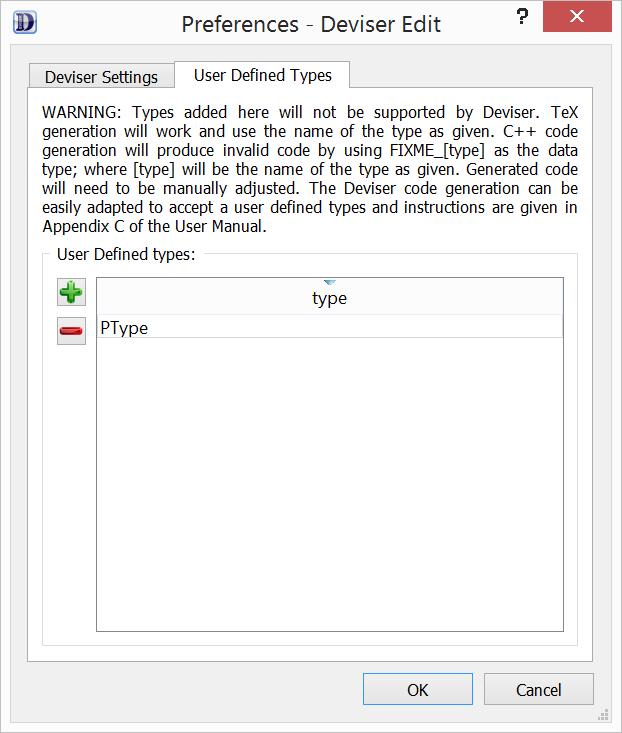 D
Preferences - Deviser Edit
?
Deviser Settings
User Defined Types
WARNING: Types added here will not be supported by Deviser. TeX
generation will work and use the name of the type as given. C++ code
generation will produce invalid code by using FIXME_[type] as the data
type; where [type] will be the name of the type as given. Generated code
will need to be manually adjusted. The Deviser code generation can be
easily adapted to accept a user defined types and instructions are given in
Appendix C of the User Manual.
User Defined types:
type
PType
OK
Cancel